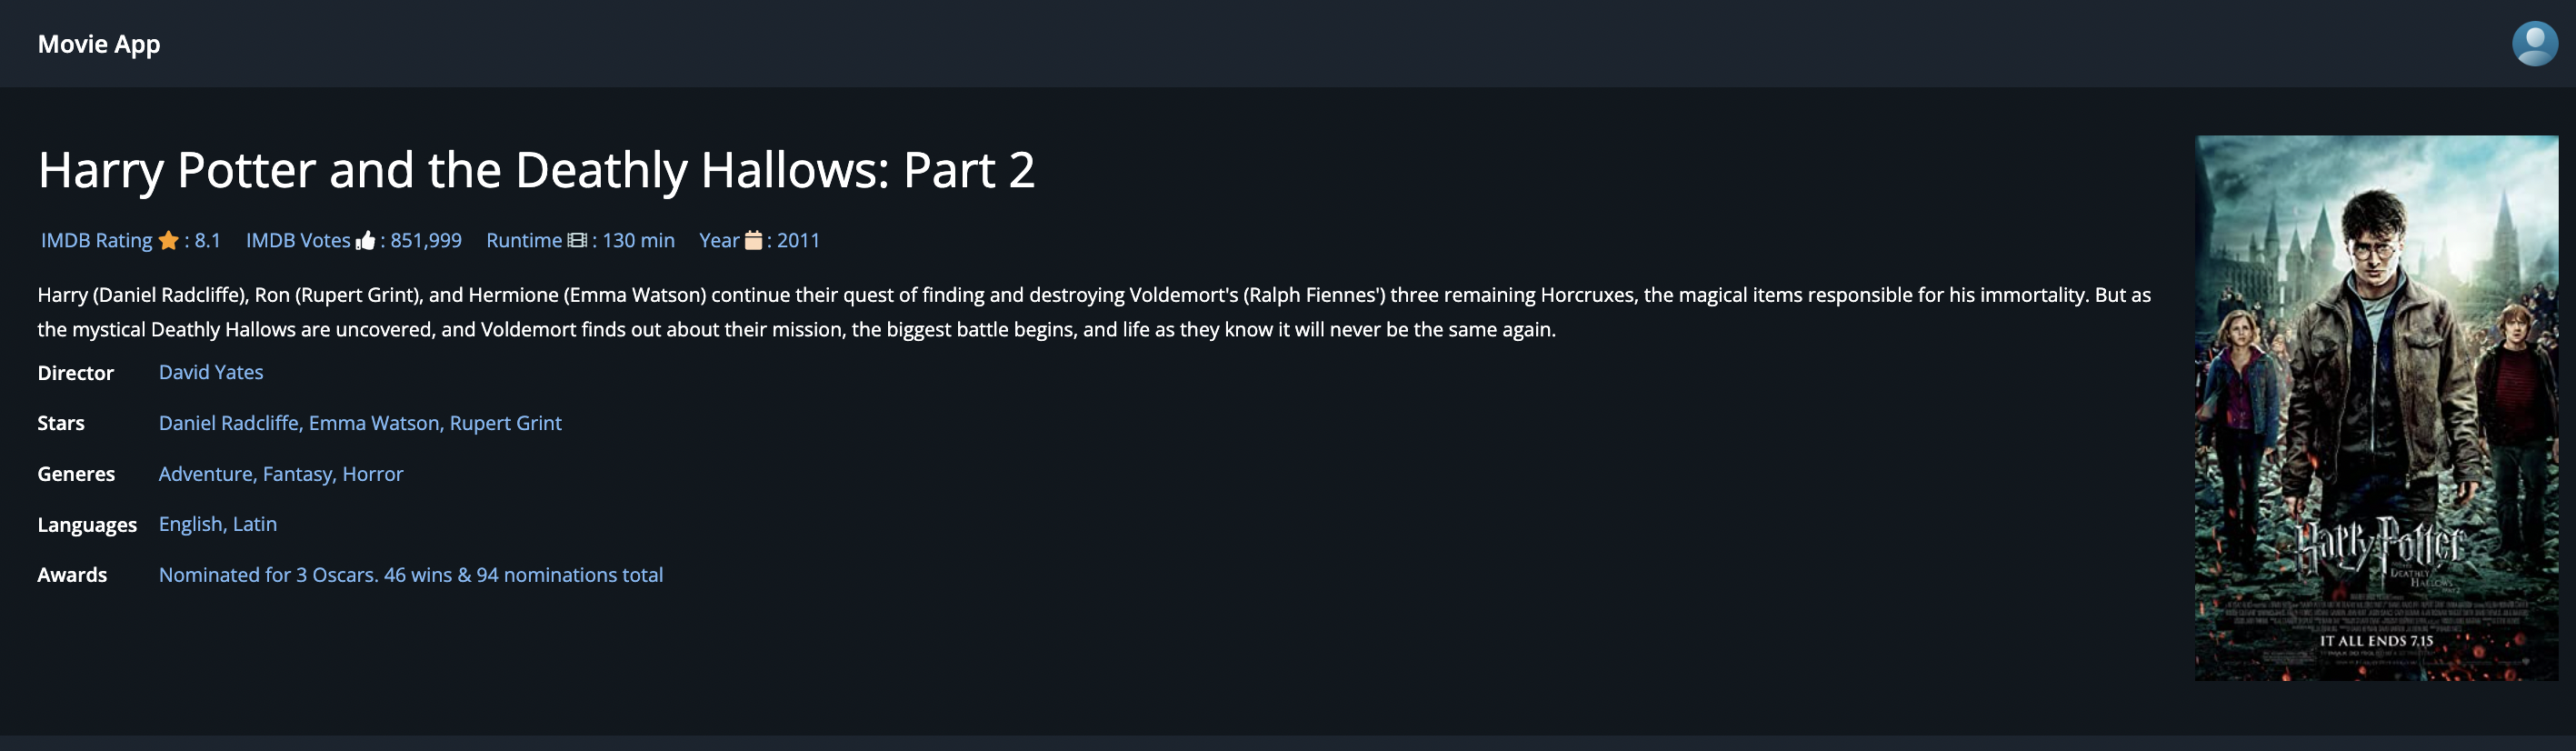 Movie App
Harry Potter and the Deathly Hallows: Part 2
IMDB Rating : 8.1 IMDB Votes : 851,999 Runtime : 130 min Year : 2011
Harry (Daniel Radcliffe), Ron (Rupert Grint), and Hermione (Emma Watson) continue their quest of finding and destroying Voldemort's (Ralph Fiennes') three remaining Horcruxes, the magical items responsible for his immortality. But as
the mystical Deathly Hallows are uncovered, and Voldemort finds out about their mission, the biggest battle begins, and life as they know it will never be the same again.
Director David Yates
Stars Daniel Radcliffe, Emma Watson, Rupert Grint
Generes Adventure, Fantasy, Horror
Languages English, Latin
Awards Nominated for 3 Oscars. 46 wins & 94 nominations total
Harry Potter
DEATHLY
HALLOWS
IT ALL ENDS 7.15